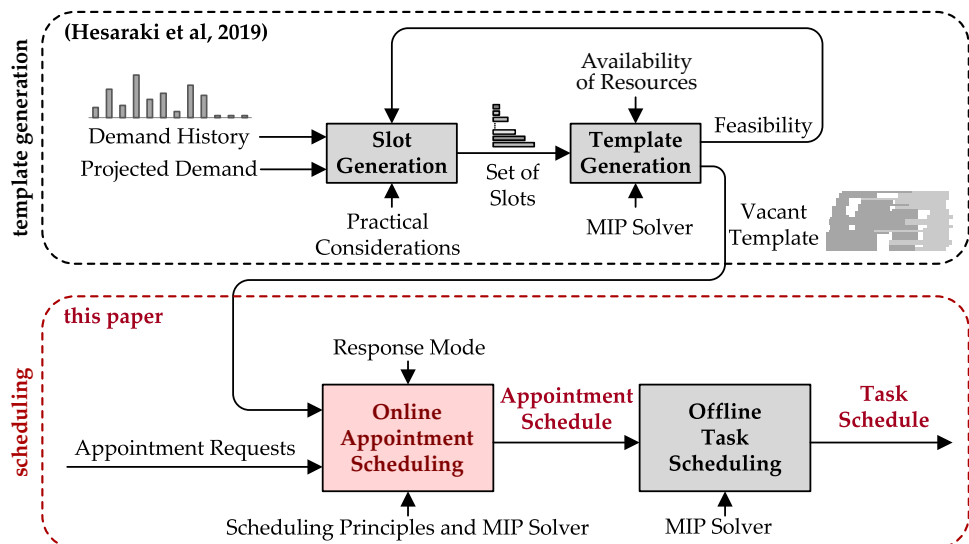 (Hesaraki et al, 2019)
template generation
Availability
of Resources
Demand History
Projected Demand
Slot
Generation
Template
Generation
Feasibility
Set of
Slots
Practical
Considerations
MIP Solver
Vacant
Template
this paper
scheduling
Response Mode
Appointment Requests
Online
Appointment
Scheduling
Appointment
Schedule
Offline
Task
Scheduling
Task
Schedule
Scheduling Principles and MIP Solver
MIP Solver